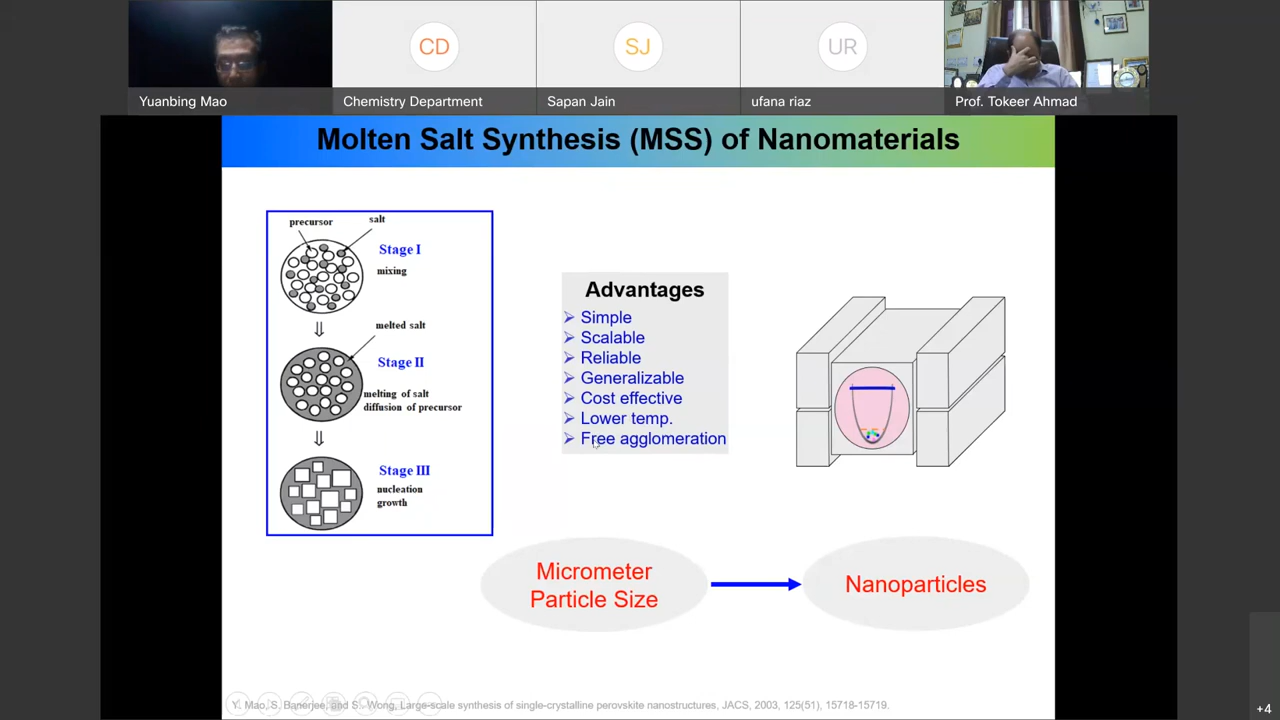 CD
SJ
UR
Yuanbing Mao
Chemistry Department
Sapan Jain
ufana riaz
Prof. Tokeer Ahmad
Molten Salt Synthesis (MSS) of Nanomaterials
precursor
salt
Stage I
mixing
melted salt
Stage II
melting of salt
diffusion of precursor
Stage III
nucleation
growth
Advantages
Simple
Scalable
Reliable
Generalizable
Cost effective
Lower temp.
Free agglomeration
Micrometer
Particle Size
Nanoparticles
Y. Mao, S. Banerjee, and S. Wong, Large-scale synthesis of single-crystalline perovskite nanostructures, JACS, 2003, 125(51), 15718-15719.
+4